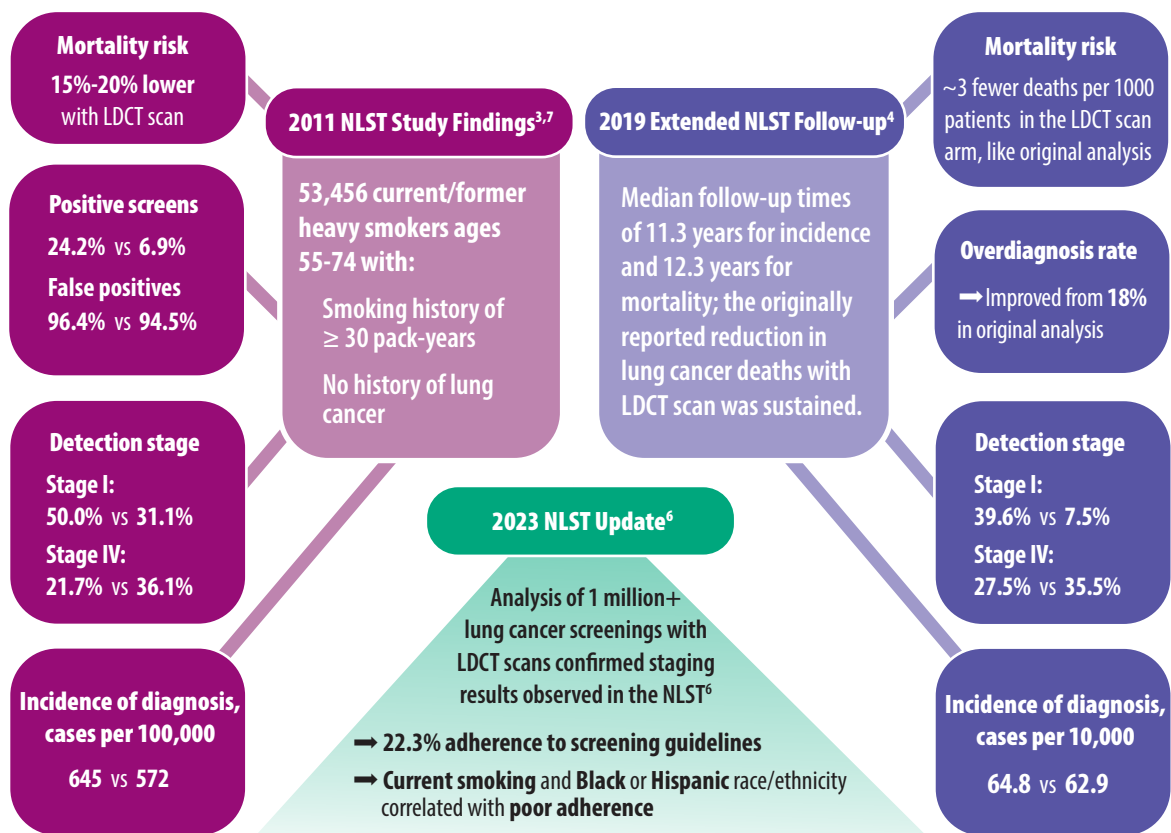 Mortality risk
15%-20% lower
with LDCT scan
Positive screens
24.2% vs 6.9%
False positives
96.4% vs 94.5%
Detection stage
Stage I:
50.0% vs 31.1%
Stage IV:
21.7% vs 36.1%
Incidence of diagnosis,
cases per 100,000
645 vs 572
2011 NLST Study Findings3,7
53,456 current/former
heavy smokers ages
55-74 with:
Smoking history of
≥ 30 pack-years
No history of lung
cancer
2019 Extended NLST Follow-up4
Median follow-up times
of 11.3 years for incidence
and 12.3 years for
mortality; the originally
reported reduction in
lung cancer deaths with
LDCT scan was sustained.
Mortality risk
~3 fewer deaths per 1000
patients in the LDCT scan
arm, like original analysis
Overdiagnosis rate
➡ Improved from 18%
in original analysis
Detection stage
Stage I:
39.6% vs 7.5%
Stage IV:
27.5% vs 35.5%
Incidence of diagnosis,
cases per 10,000
64.8 vs 62.9
2023 NLST Update6
Analysis of 1 million+
lung cancer screenings with
LDCT scans confirmed staging
results observed in the NLST6
➡ 22.3% adherence to screening guidelines
➡ Current smoking and Black or Hispanic race/ethnicity
correlated with poor adherence